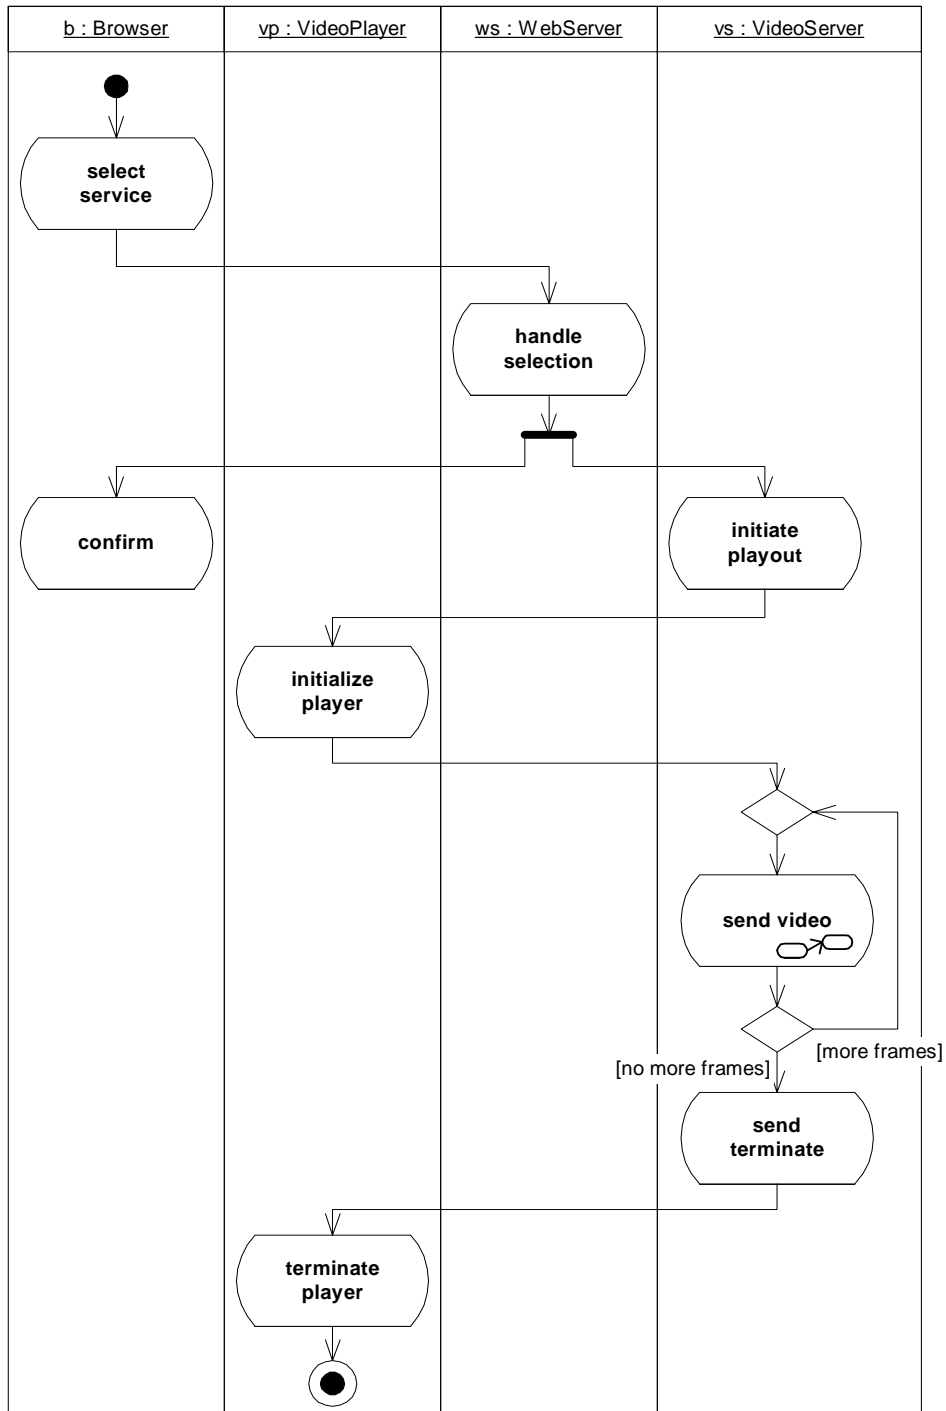 b : Browser
vp : VideoPlayer
ws : WebServer
vs : VideoServer
select
service
handle
selection
confirm
initiate
playout
initialize
player
send video
[more frames]
[no more frames]
send
terminate
terminate
player